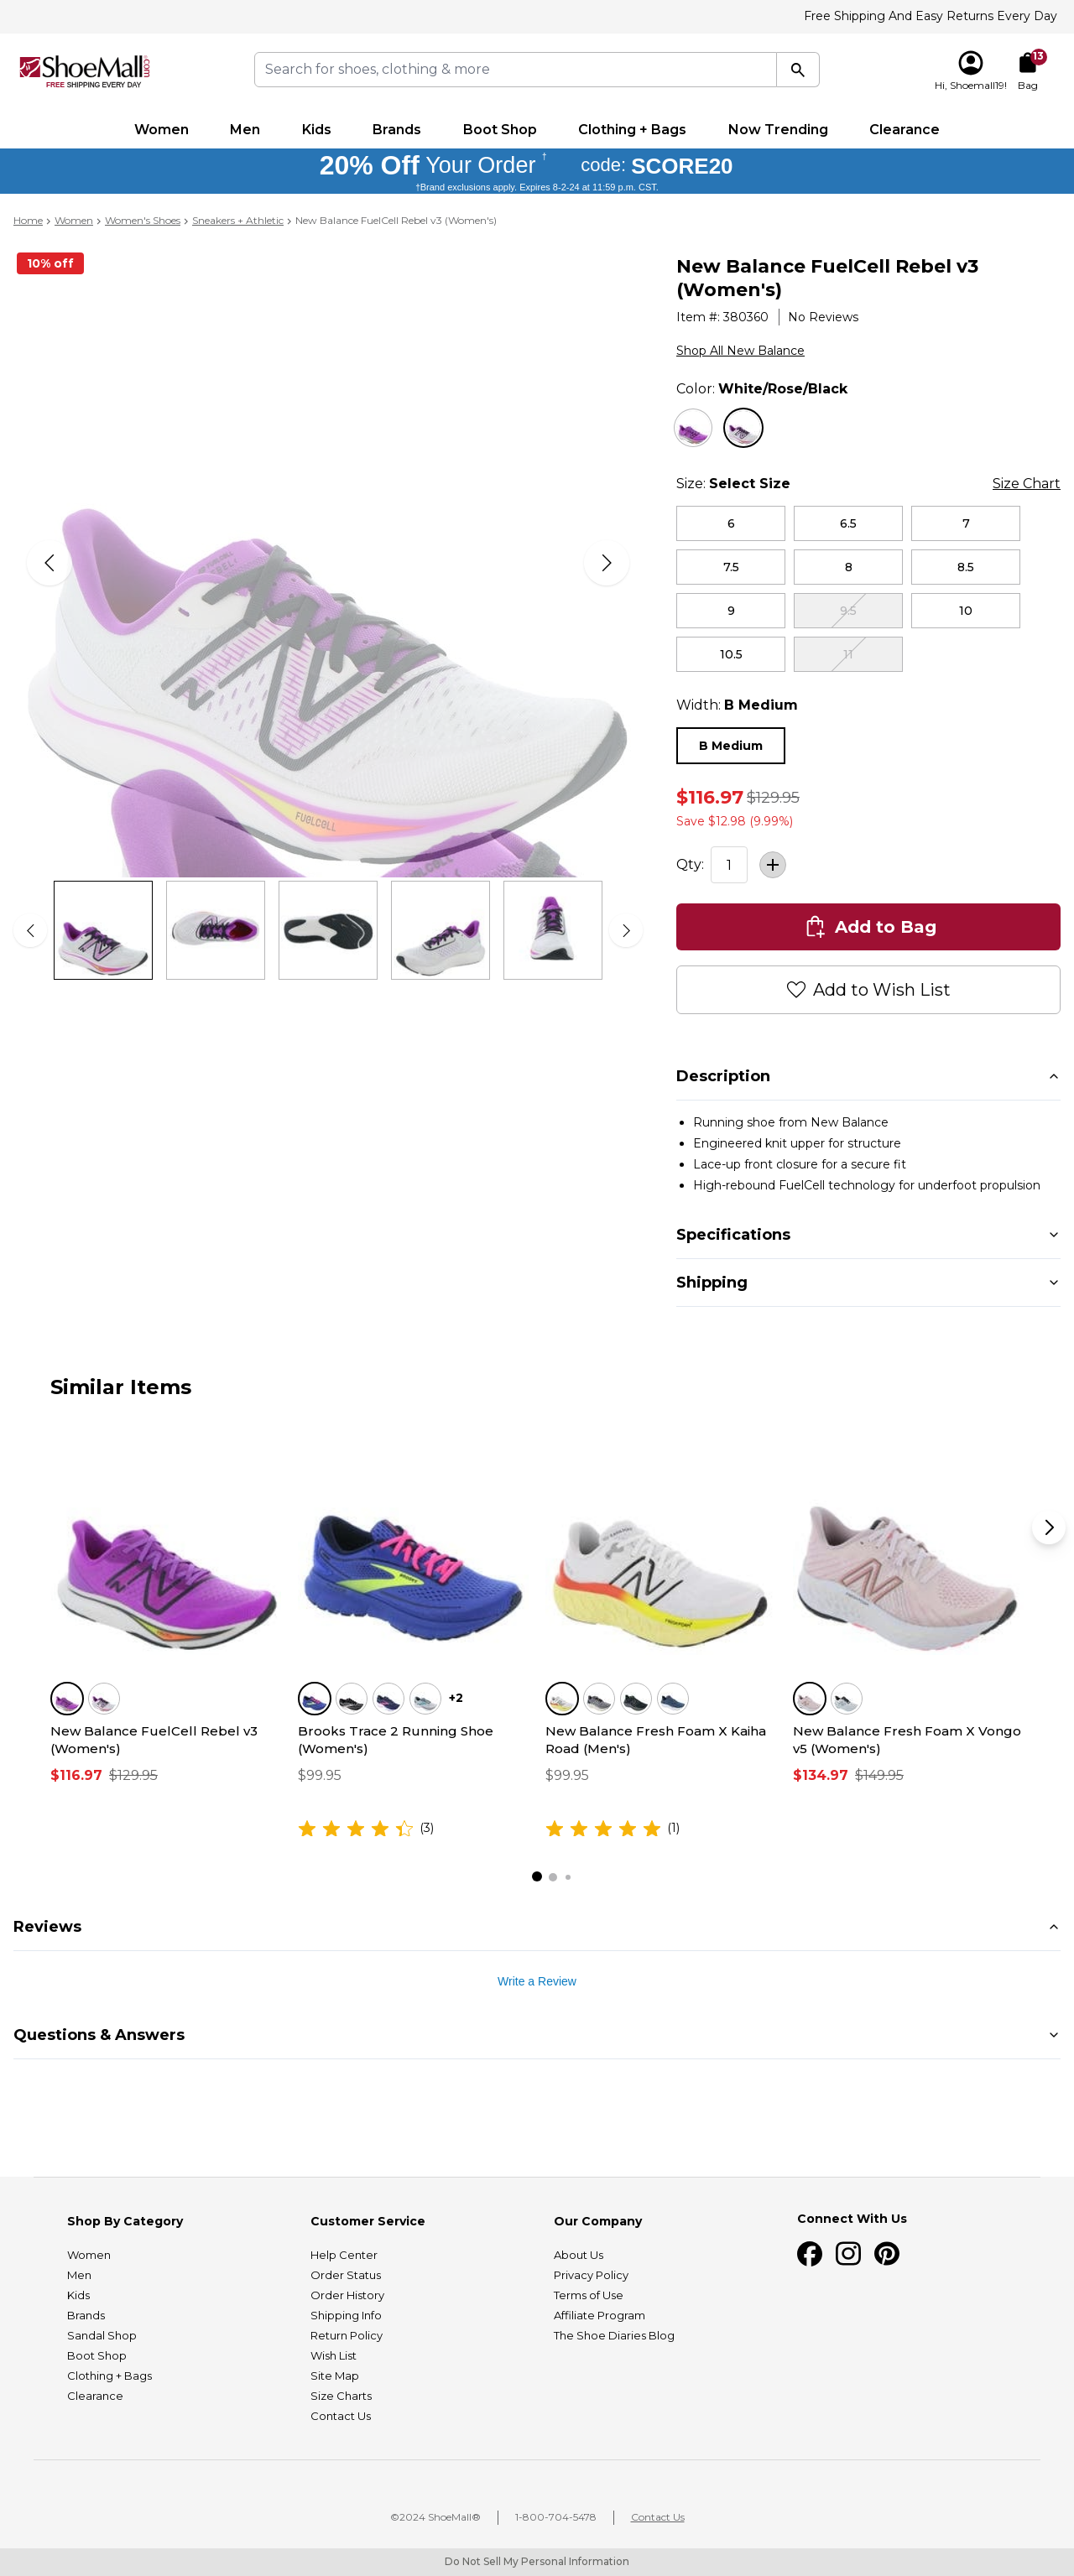 Free Shipping And Easy Returns Every Day
ShoeMall.com
FREE SHIPPING EVERY DAY
Search for shoes, clothing & more
Hi, Shoemall19!
13
Bag
Women Men Kids Brands Boot Shop Clothing + Bags Now Trending Clearance
20% Off Your Order † code: SCORE20
†Brand exclusions apply. Expires 8-2-24 at 11:59 p.m. CST.
Home > Women > Women's Shoes > Sneakers + Athletic > New Balance FuelCell Rebel v3 (Women's)
10% off
FUELCELL
New Balance FuelCell Rebel v3
(Women's)
Item #: 380360 | No Reviews
Shop All New Balance
Color: White/Rose/Black
Size: Select Size Size Chart
6 6.5 7
7.5 8 8.5
9 9.5 10
10.5 11
Width: B Medium
B Medium
$116.97 $129.95
Save $12.98 (9.99%)
Qty: 1 +
Add to Bag
Add to Wish List
Description
• Running shoe from New Balance
• Engineered knit upper for structure
• Lace-up front closure for a secure fit
• High-rebound FuelCell technology for underfoot propulsion
Specifications
Shipping
Similar Items
New Balance FuelCell Rebel v3
(Women's)
$116.97 $129.95
+2
Brooks Trace 2 Running Shoe
(Women's)
$99.95
(3)
New Balance Fresh Foam X Kaiha
Road (Men's)
$99.95
(1)
New Balance Fresh Foam X Vongo
v5 (Women's)
$134.97 $149.95
Reviews
Write a Review
Questions & Answers
Shop By Category
Women
Men
Kids
Brands
Sandal Shop
Boot Shop
Clothing + Bags
Clearance
Customer Service
Help Center
Order Status
Order History
Shipping Info
Return Policy
Wish List
Site Map
Size Charts
Contact Us
Our Company
About Us
Privacy Policy
Terms of Use
Affiliate Program
The Shoe Diaries Blog
Connect With Us
©2024 ShoeMall® | 1-800-704-5478 | Contact Us
Do Not Sell My Personal Information